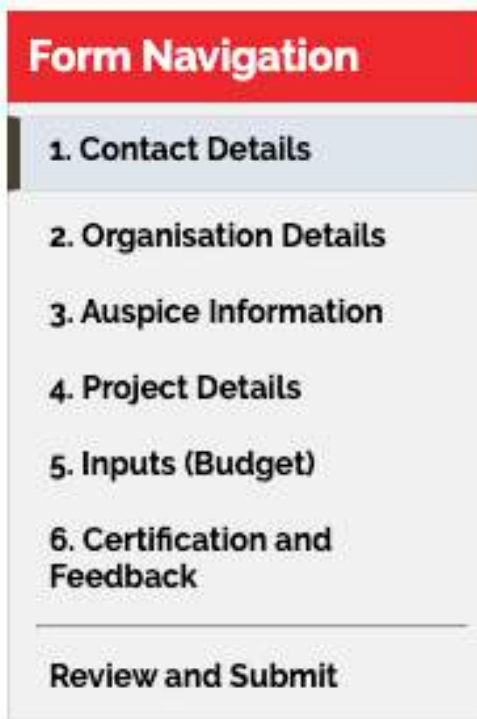 Form Navigation
1. Contact Details
2. Organisation Details
3. Auspice Information
4. Project Details
5. Inputs (Budget)
6. Certification and
Feedback
Review and Submit